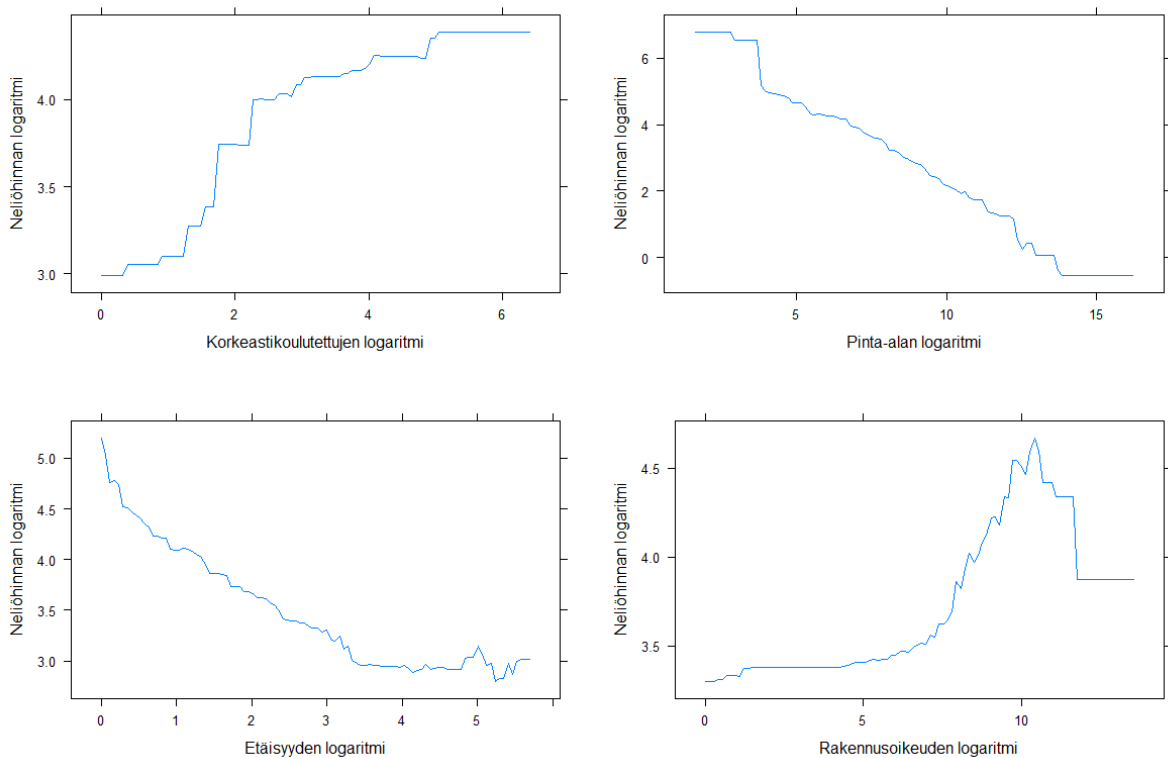 Neliöhinnan logaritmi
4.0
3.5
3.0
0 2 4 6
Korkeastikoulutettujen logaritmi
Neliöhinnan logaritmi
6
4
2
0
5 10 15
Pinta-alan logaritmi
Neliöhinnan logaritmi
5.0
4.5
4.0
3.5
3.0
0 1 2 3 4 5
Etäisyyden logaritmi
Neliöhinnan logaritmi
4.5
4.0
3.5
0 5 10
Rakennusoikeuden logaritmi